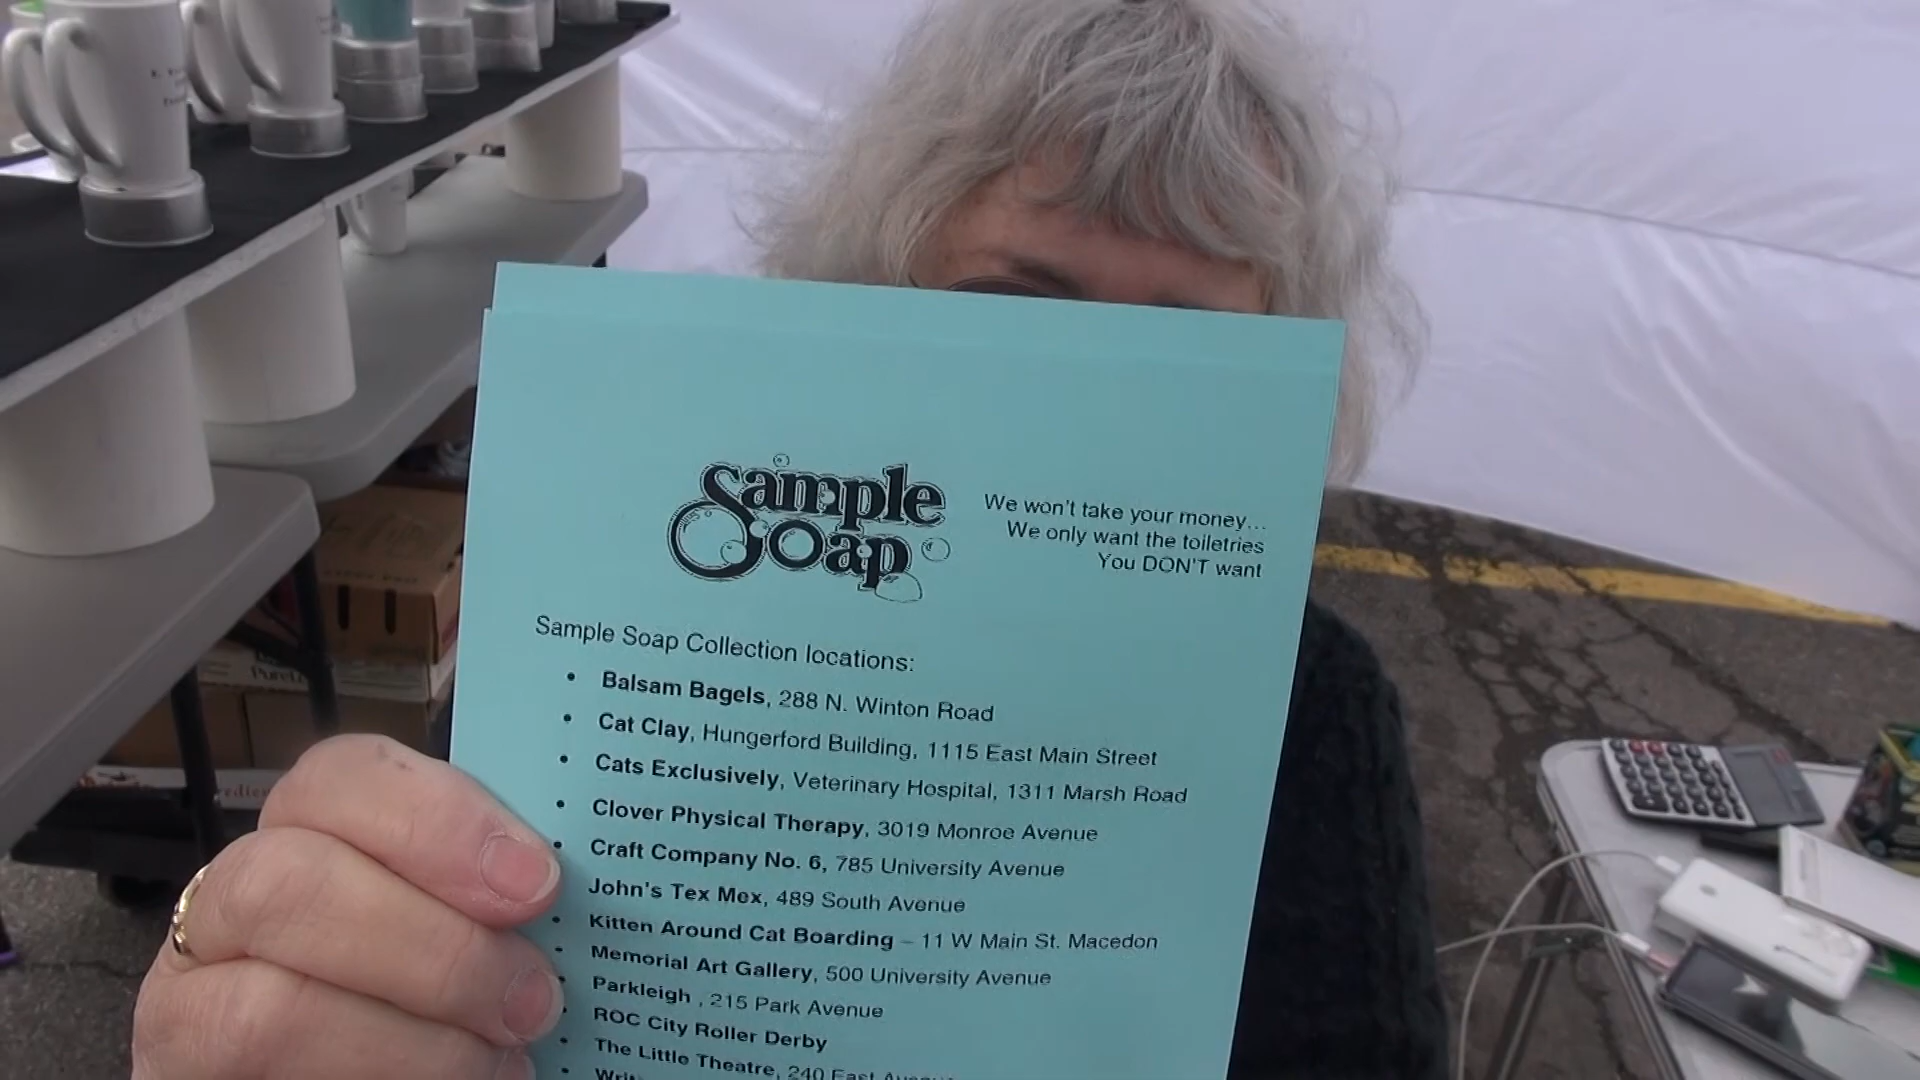 Sample
Soap
We won't take your money...
We only want the toiletries
You DON'T want
Sample Soap Collection locations:
• Balsam Bagels, 288 N. Winton Road
• Cat Clay, Hungerford Building, 1115 East Main Street
• Cats Exclusively, Veterinary Hospital, 1311 Marsh Road
• Clover Physical Therapy, 3019 Monroe Avenue
• Craft Company No. 6, 785 University Avenue
John's Tex Mex, 489 South Avenue
• Kitten Around Cat Boarding – 11 W Main St. Macedon
• Memorial Art Gallery, 500 University Avenue
• Parkleigh , 215 Park Avenue
• ROC City Roller Derby
• The Little Theatre, 240 East